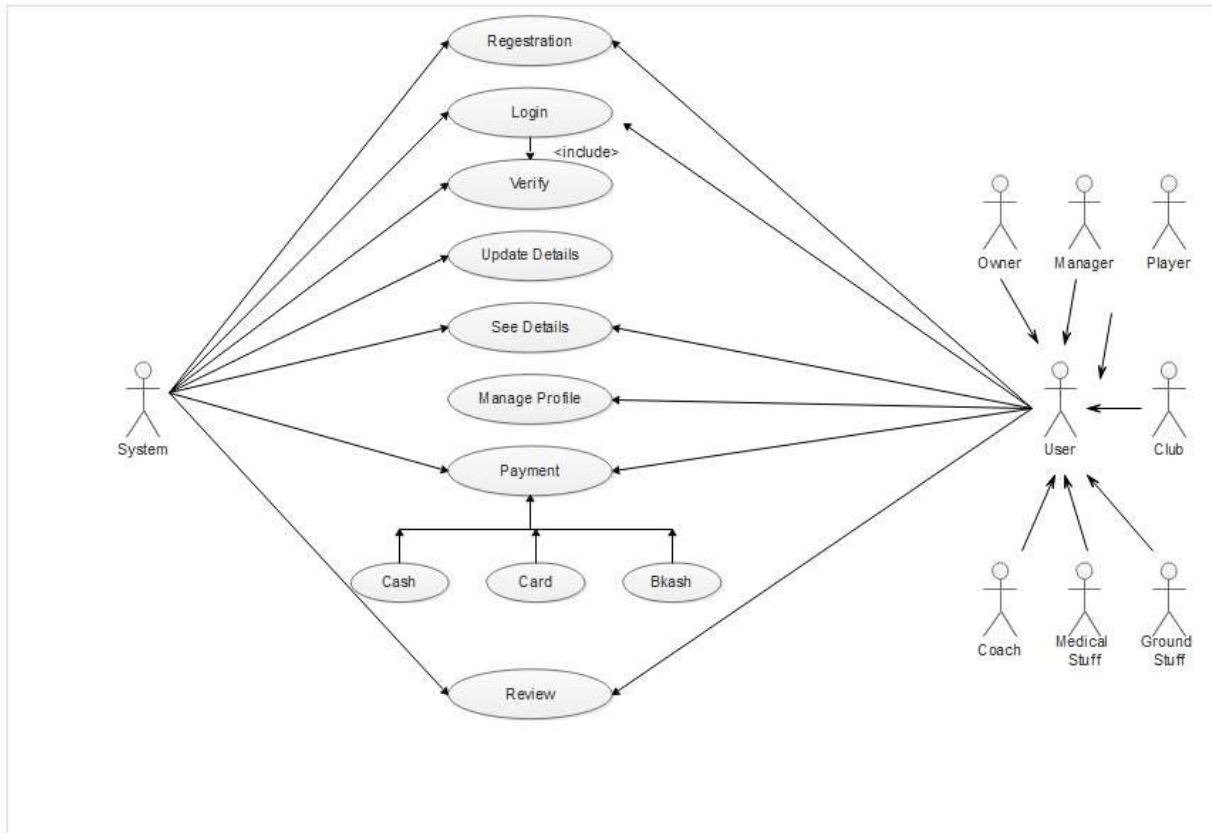 Regestration
Login
<include>
Verify
Update Details
See Details
Manage Profile
Payment
Cash
Card
Bkash
Review
System
Owner
Manager
Player
User
Club
Coach
Medical
Stuff
Ground
Stuff